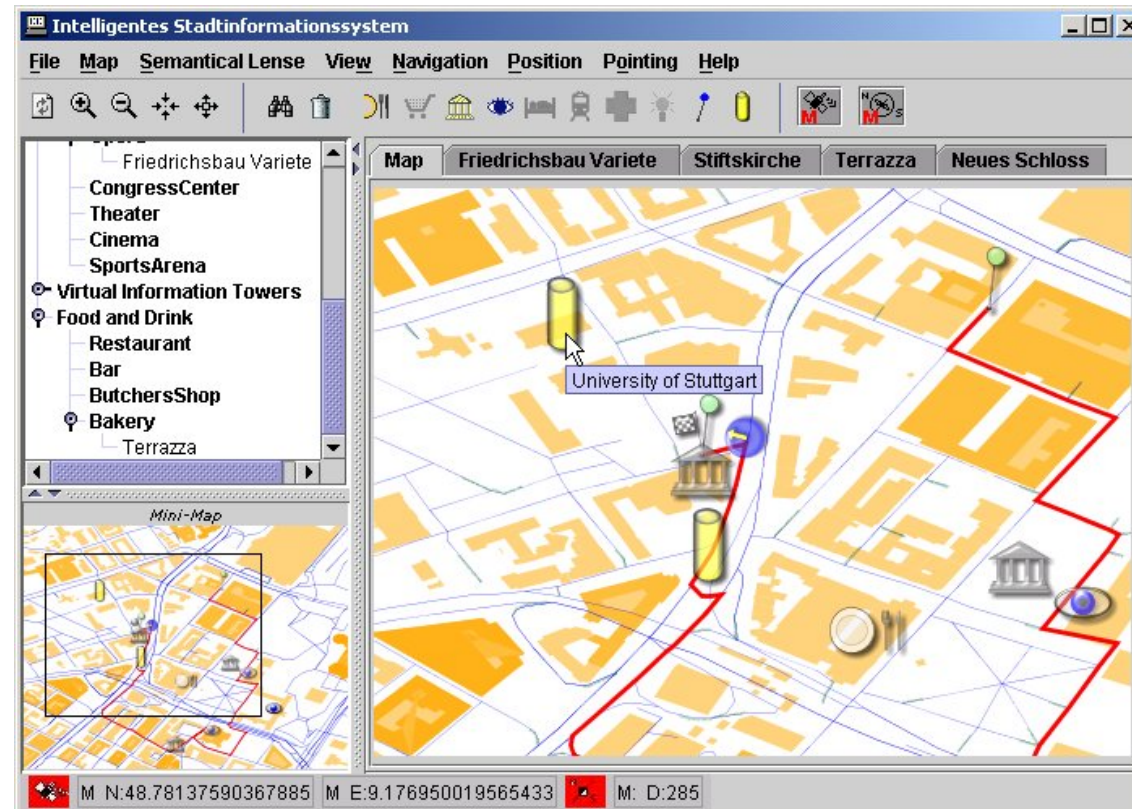 Intelligentes Stadtinformationssystem
File Map Semantical Lense View Navigation Position Pointing Help
M N S M
Friedrichsbau Variete
CongressCenter
Theater
Cinema
SportsArena
Virtual Information Towers
Food and Drink
Restaurant
Bar
ButchersShop
Bakery
Terrazza
Mini-Map
Map Friedrichsbau Variete Stiftskirche Terrazza Neues Schloss
University of Stuttgart
M N:48.78137590367885 M E:9.176950019565433 M: D:285